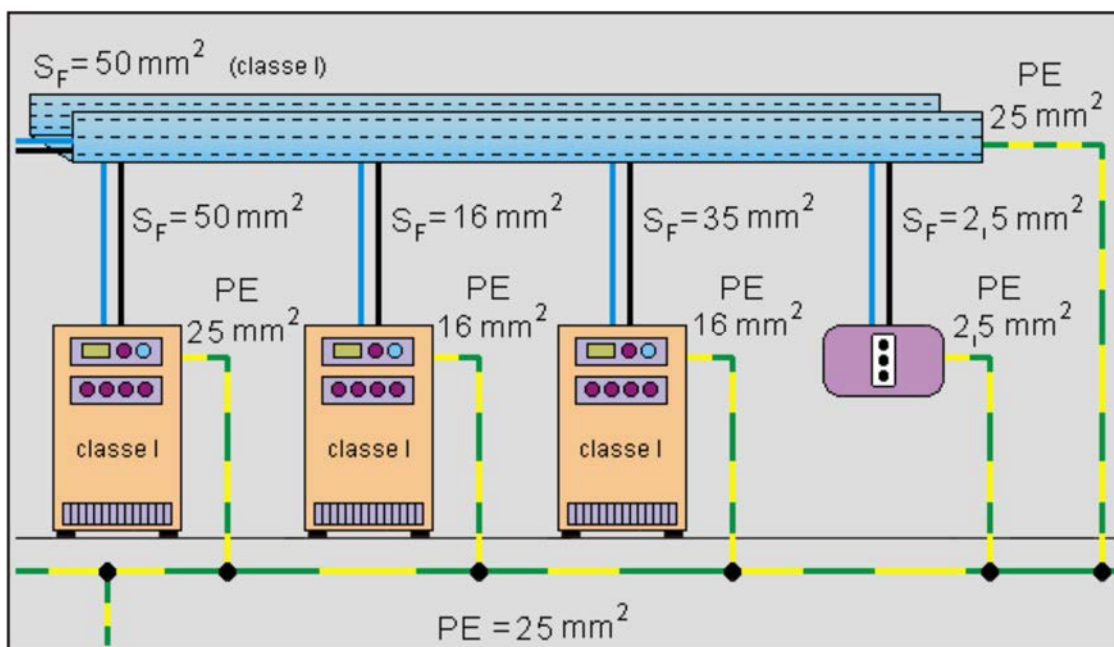 S_F = 50 mm² (classe I)
PE
25 mm²
S_F = 50 mm²
S_F = 16 mm²
S_F = 35 mm²
S_F = 2,5 mm²
PE
25 mm²
PE
16 mm²
PE
16 mm²
PE
2,5 mm²
classe I
classe I
classe I
PE = 25 mm²